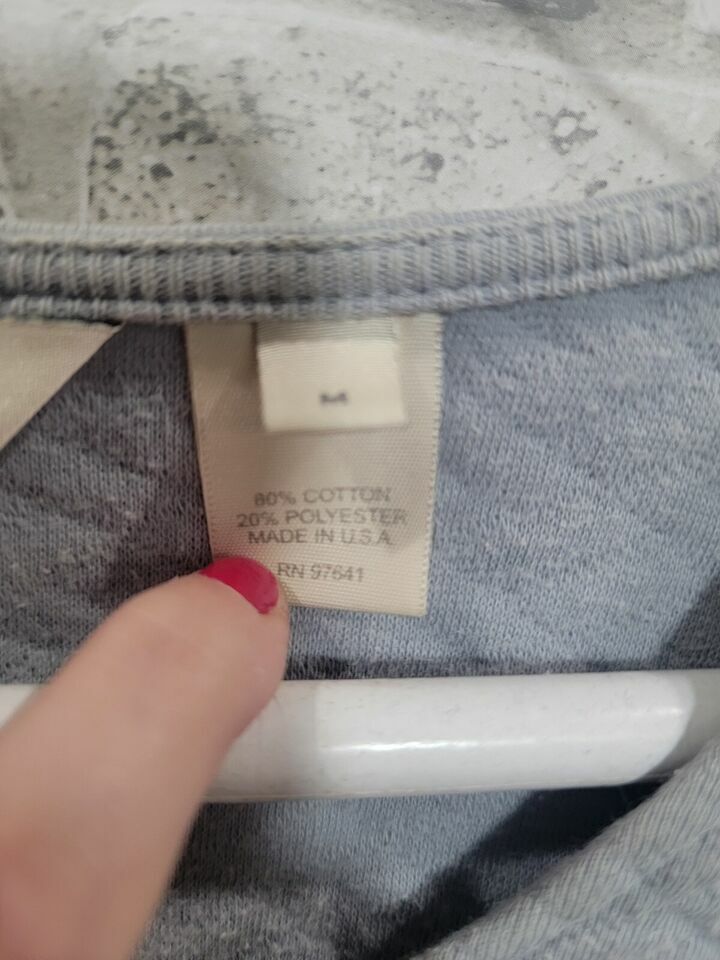 M
80% COTTON
20% POLYESTER
MADE IN U.S.A.
RN 97641